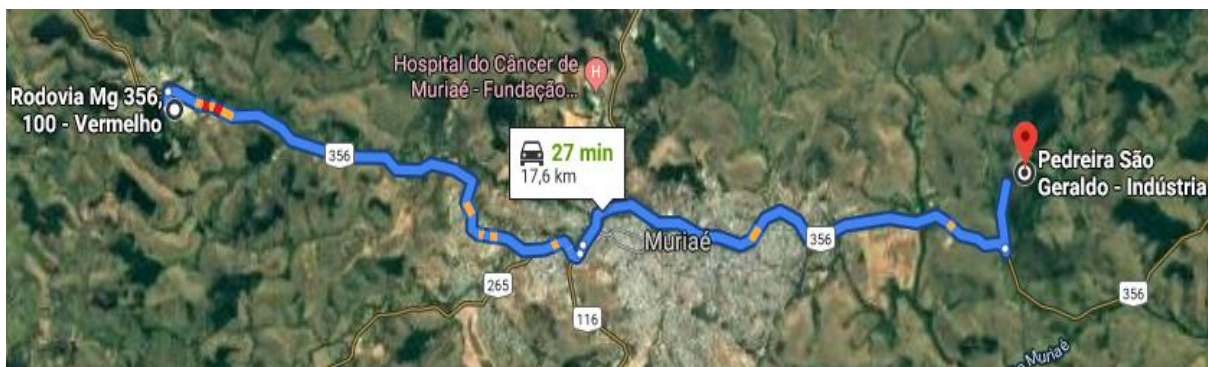 Hospital do Câncer de
Muriaé - Fundação...
Rodovia Mg 356,
100 - Vermelho
356
27 min
17,6 km
Pedreira São
Geraldo - Indústria
Muriaé
356
265
116
356
Muriaé